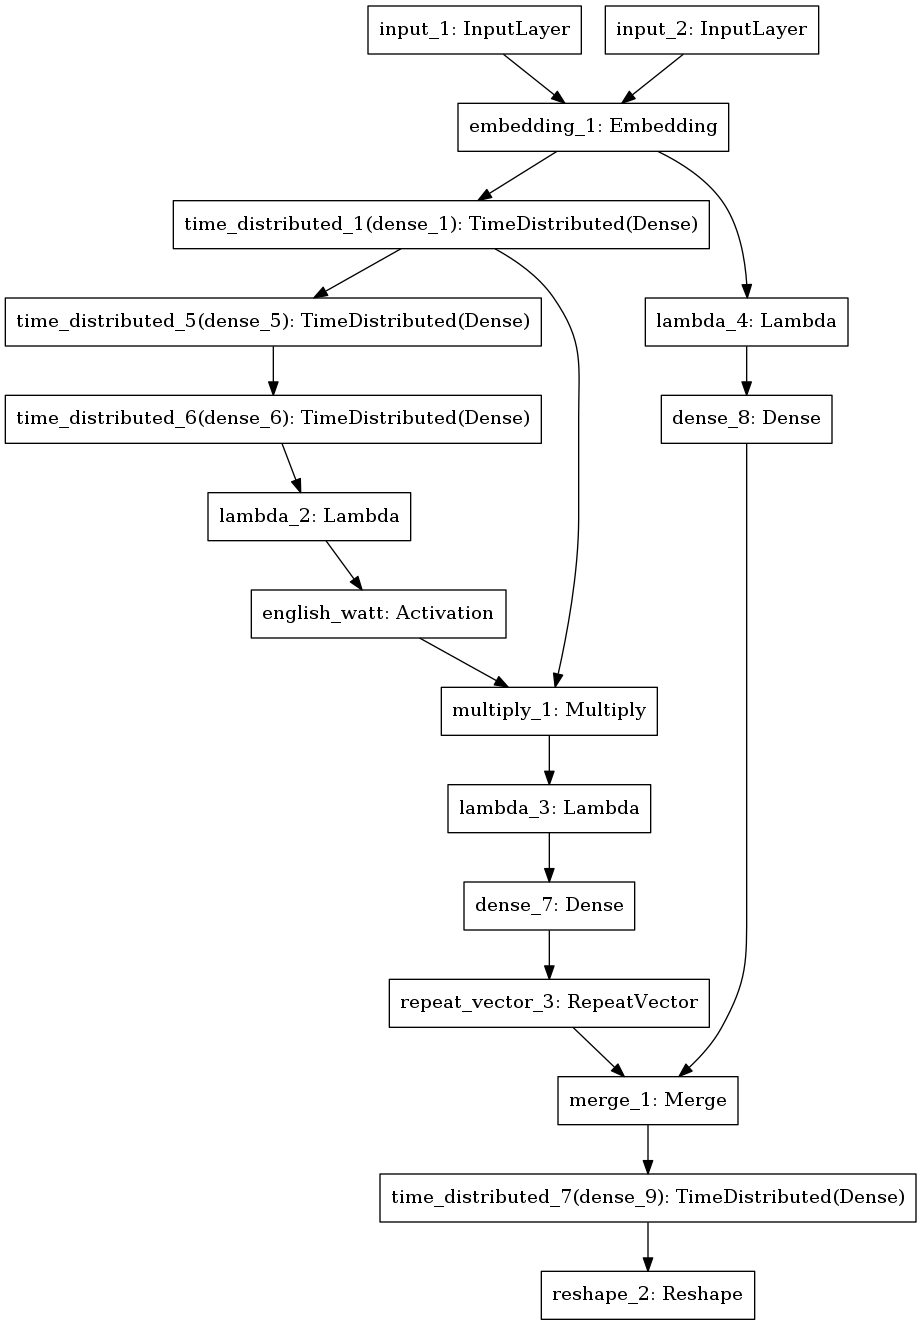 input_1: InputLayer
input_2: InputLayer
embedding_1: Embedding
time_distributed_1(dense_1): TimeDistributed(Dense)
time_distributed_5(dense_5): TimeDistributed(Dense)
lambda_4: Lambda
time_distributed_6(dense_6): TimeDistributed(Dense)
dense_8: Dense
lambda_2: Lambda
english_watt: Activation
multiply_1: Multiply
lambda_3: Lambda
dense_7: Dense
repeat_vector_3: RepeatVector
merge_1: Merge
time_distributed_7(dense_9): TimeDistributed(Dense)
reshape_2: Reshape